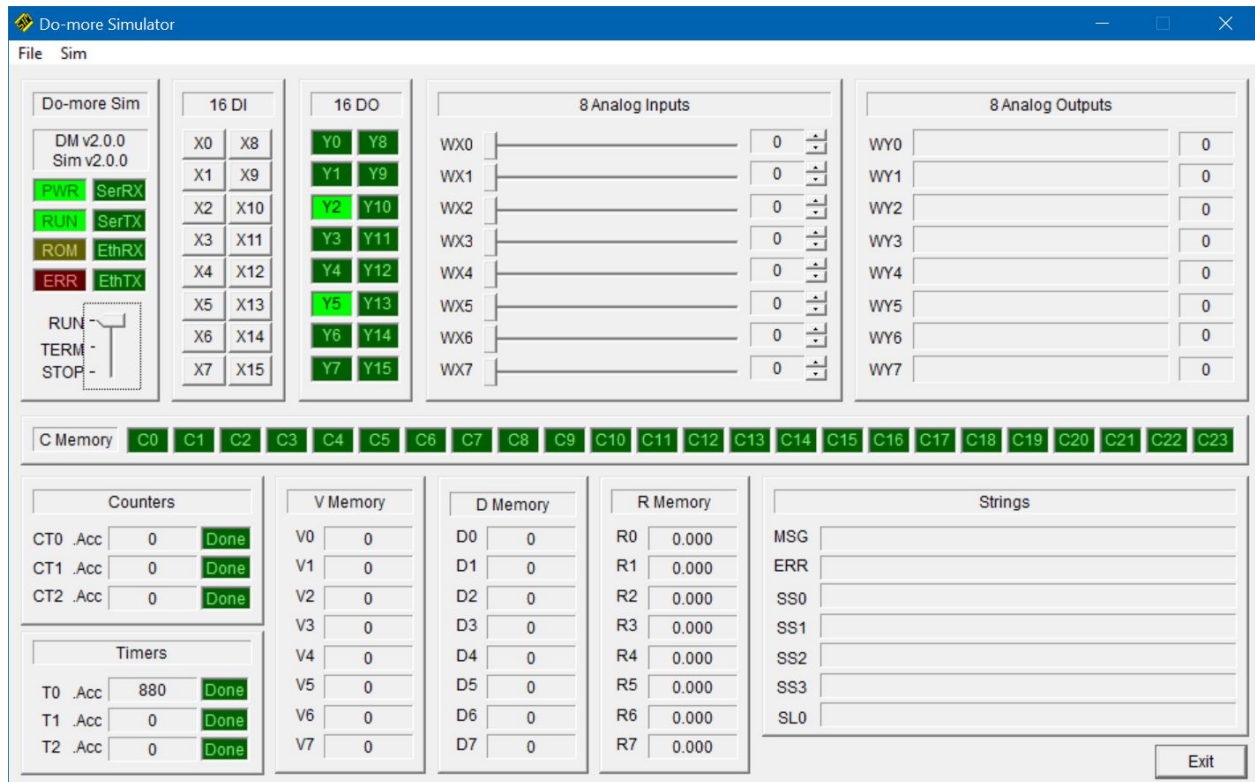 Do-more Simulator
File Sim
Do-more Sim
DM v2.0.0
Sim v2.0.0
PWR SerRX
RUN SerTX
ROM EthRX
ERR EthTX
RUN
TERM
STOP
16 DI
X0 X8
X1 X9
X2 X10
X3 X11
X4 X12
X5 X13
X6 X14
X7 X15
16 DO
Y0 Y8
Y1 Y9
Y2 Y10
Y3 Y11
Y4 Y12
Y5 Y13
Y6 Y14
Y7 Y15
8 Analog Inputs
WX0 0
WX1 0
WX2 0
WX3 0
WX4 0
WX5 0
WX6 0
WX7 0
8 Analog Outputs
WY0 0
WY1 0
WY2 0
WY3 0
WY4 0
WY5 0
WY6 0
WY7 0
C Memory C0 C1 C2 C3 C4 C5 C6 C7 C8 C9 C10 C11 C12 C13 C14 C15 C16 C17 C18 C19 C20 C21 C22 C23
Counters
CT0 .Acc 0 Done
CT1 .Acc 0 Done
CT2 .Acc 0 Done
Timers
T0 .Acc 880 Done
T1 .Acc 0 Done
T2 .Acc 0 Done
V Memory
V0 0
V1 0
V2 0
V3 0
V4 0
V5 0
V6 0
V7 0
D Memory
D0 0
D1 0
D2 0
D3 0
D4 0
D5 0
D6 0
D7 0
R Memory
R0 0.000
R1 0.000
R2 0.000
R3 0.000
R4 0.000
R5 0.000
R6 0.000
R7 0.000
Strings
MSG
ERR
SS0
SS1
SS2
SS3
SL0
Exit